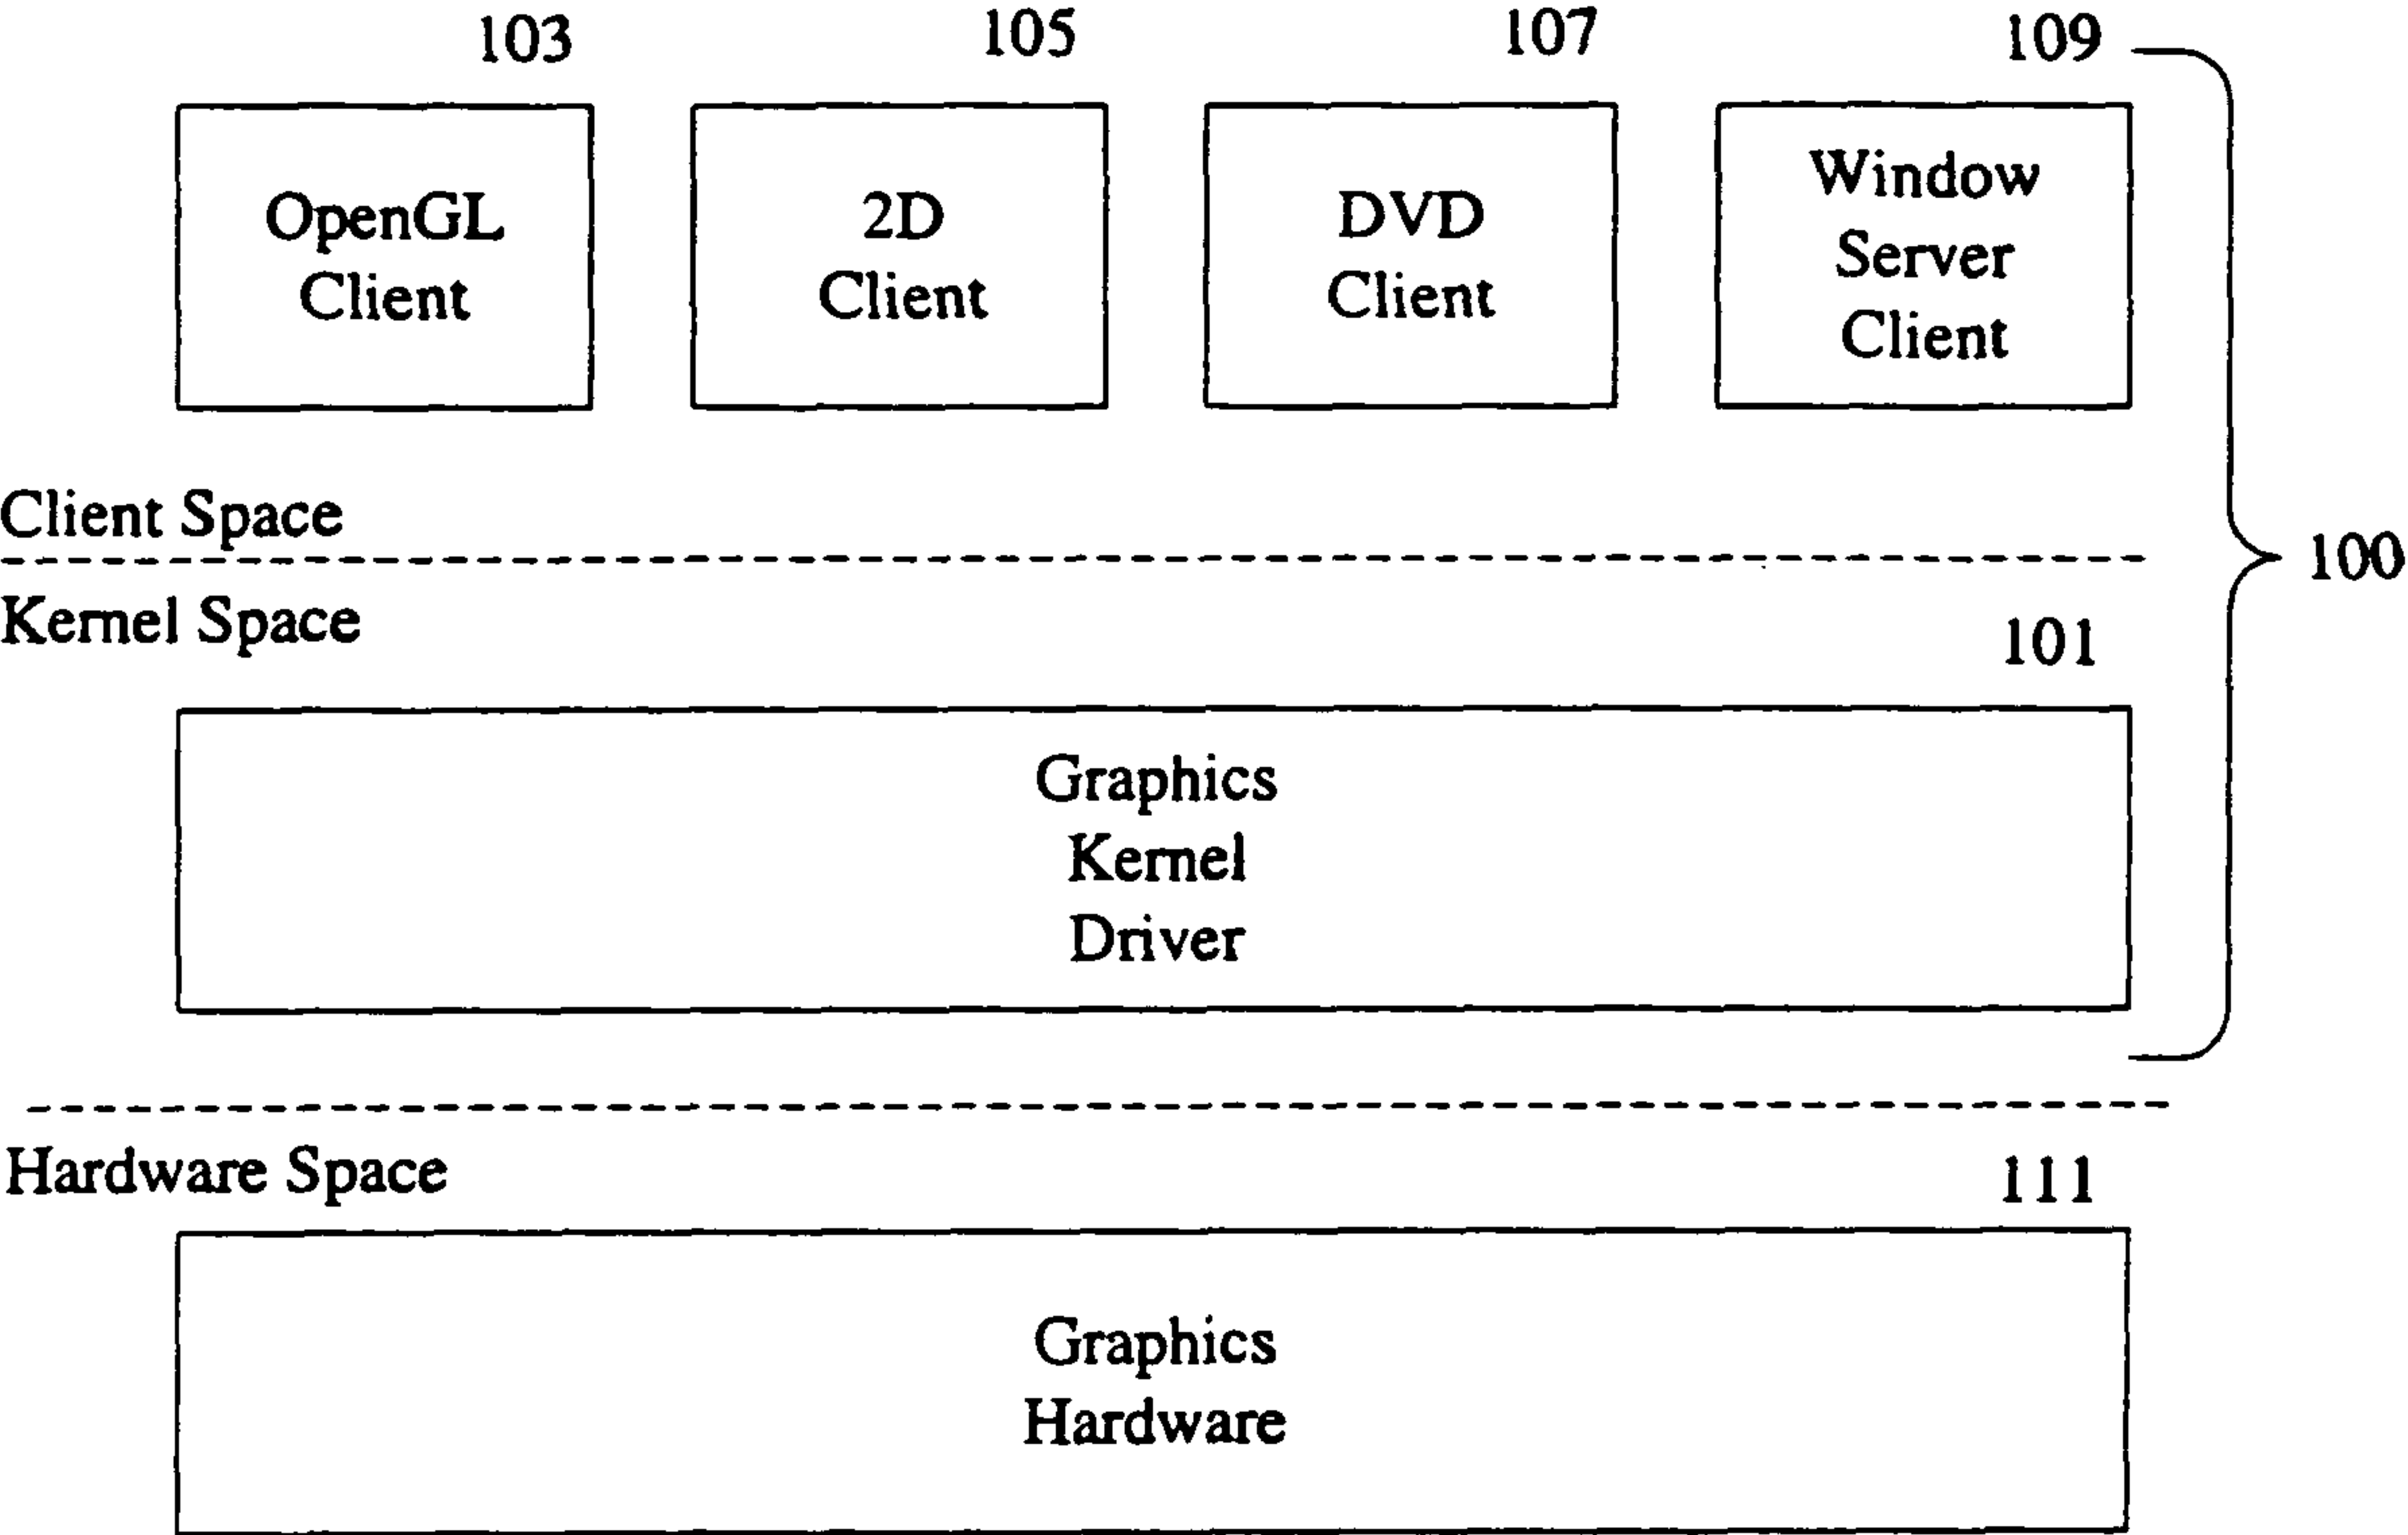 103
105
107
109
OpenGL
Client
2D
Client
DVD
Client
Window
Server
Client
Client Space
100
Kernel Space
101
Graphics
Kernel
Driver
Hardware Space
111
Graphics
Hardware